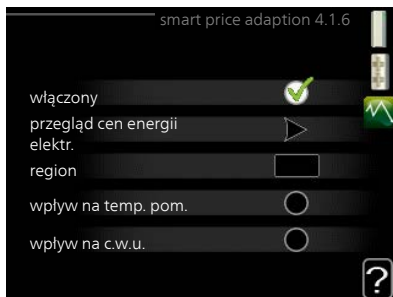 smart price adaption 4.1.6
włączony
przegląd cen energii
elektr.
region
wpływ na temp. pom.
wpływ na c.w.u.
?